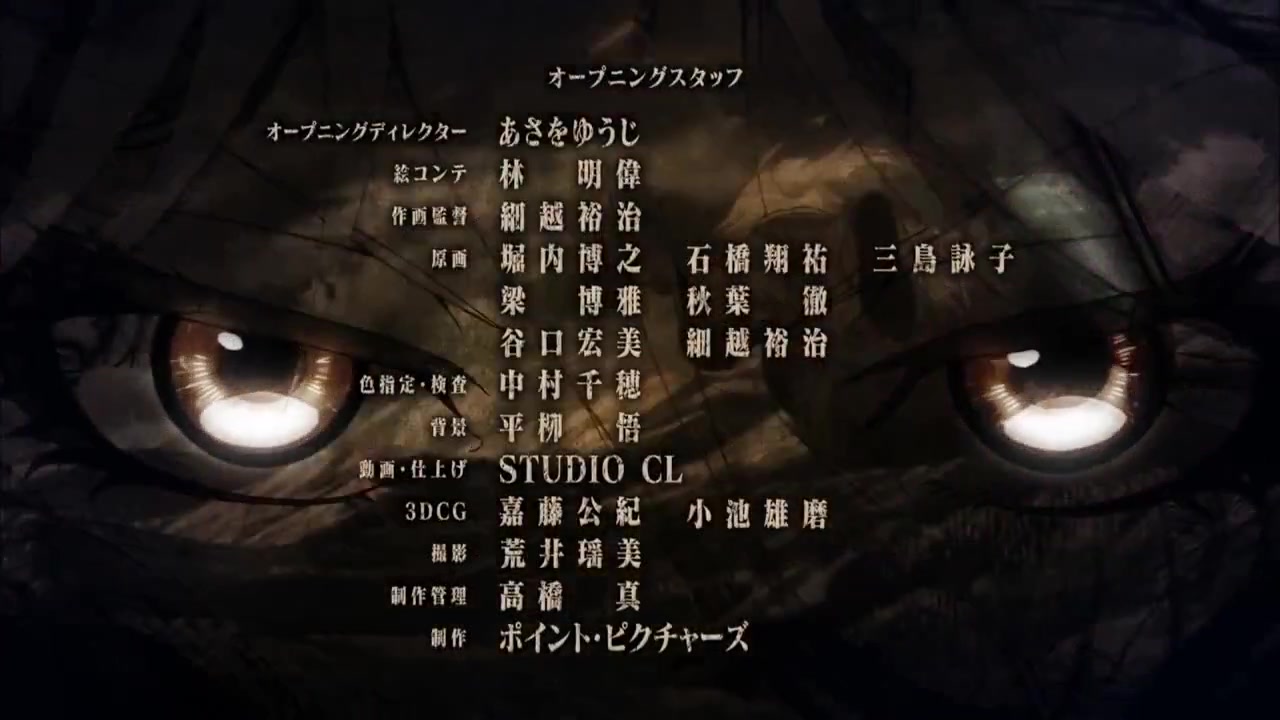 オープニングスタッフ
オープニングディレクター あさをゆうじ
絵コンテ 林 明偉
作画監督 細越裕治
原画 堀内博之 石橋翔祐 三島詠子
梁 博雅 秋葉 徹
谷口宏美 細越裕治
色指定・検査 中村千穂
背景 平栁 悟
動画・仕上げ STUDIO CL
3DCG 嘉藤公紀 小池雄磨
撮影 荒井瑶美
制作管理 高橋 真
制作 ポイント・ピクチャーズ